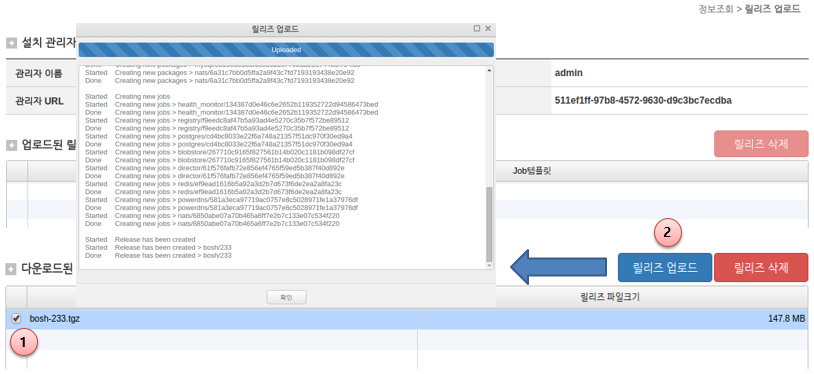 정보조회 > 릴리즈 업로드
릴리즈 업로드
설치 관리자
Uploaded
관리자 이름
admin
관리자 URL
511ef1ff-97b8-4572-9630-d9c3bc7ecdba
Started Creating new packages > nats/6a31c7bb0d5ffa2a9f43c7fd7193193438e20e92
Done Creating new packages > nats/6a31c7bb0d5ffa2a9f43c7fd7193193438e20e92
Started Creating new jobs
Started Creating new jobs > health_monitor/134387d0e46c6e2652b119352722d94586473bed
Done Creating new jobs > health_monitor/134387d0e46c6e2652b119352722d94586473bed
Started Creating new jobs > registry/f9eedc8af47b5a93ad4e5270c35b7f572be89512
Done Creating new jobs > registry/f9eedc8af47b5a93ad4e5270c35b7f572be89512
Started Creating new jobs > postgres/cd4bc8033e22f6a748a21357f51dc970f30ed9a4
Done Creating new jobs > postgres/cd4bc8033e22f6a748a21357f51dc970f30ed9a4
Started Creating new jobs > blobstore/267710c9165f827561b14b020c1181b098df27cf
Done Creating new jobs > blobstore/267710c9165f827561b14b020c1181b098df27cf
Started Creating new jobs > director/61f576fafb72e856ef4765f59ed5b387f40d892e
Done Creating new jobs > director/61f576fafb72e856ef4765f59ed5b387f40d892e
Started Creating new jobs > redis/ef9ead1616b5a3d2b7d673f6de2ea2a8fa23c
Done Creating new jobs > redis/ef9ead1616b5a3d2b7d673f6de2ea2a8fa23c
Started Creating new jobs > powerdns/581a3eca97719ac0757e8c5028971fe1a37976df
Done Creating new jobs > powerdns/581a3eca97719ac0757e8c5028971fe1a37976df
Started Creating new jobs > nats/6850abe07a70b465a6ff7e2b7c133e07c534f220
Done Creating new jobs > nats/6850abe07a70b465a6ff7e2b7c133e07c534f220
Started Release has been created
Started Release has been created > bosh/233
Done Release has been created > bosh/233
확인
업로드된 릴
릴리즈 삭제
Job템플릿
2
다운로드된
릴리즈 업로드
릴리즈 삭제
릴리즈 파일크기
bosh-233.tgz
147.8 MB
1